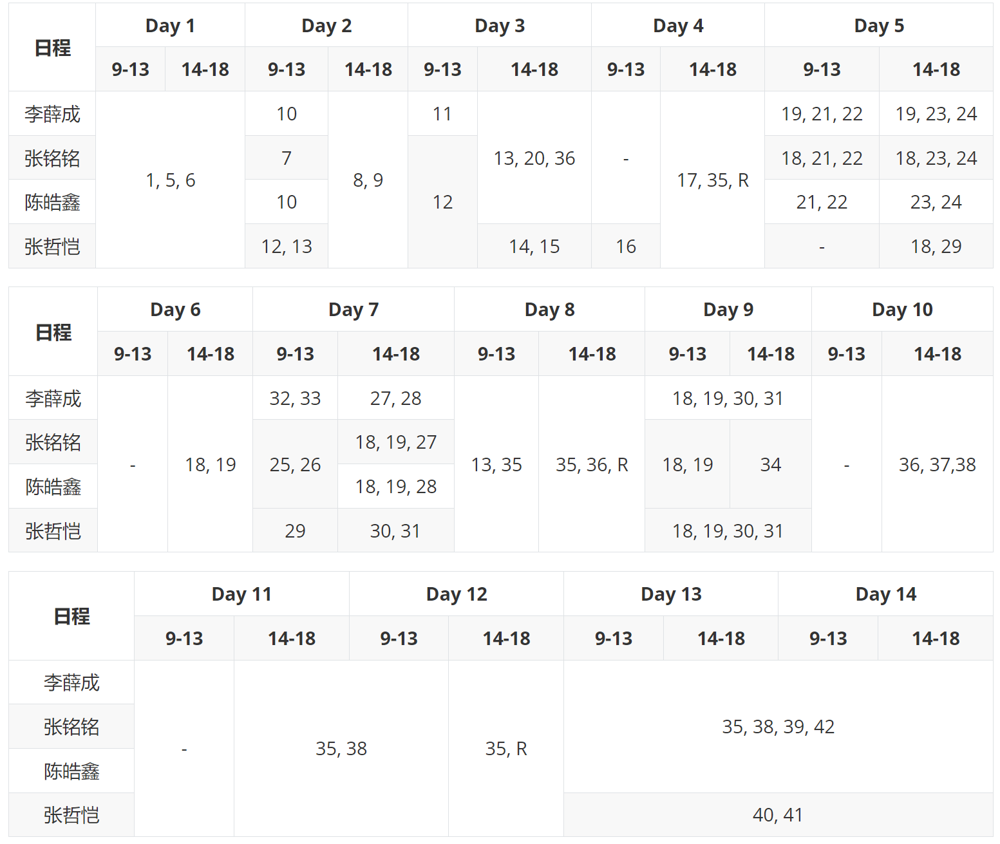 日程 Day 1 Day 2 Day 3 Day 4 Day 5
9-13 14-18 9-13 14-18 9-13 14-18 9-13 14-18 9-13 14-18
李薛成 10 11 19, 21, 22 19, 23, 24
张铭铭 7 13, 20, 36 - 18, 21, 22 18, 23, 24
1, 5, 6 8, 9 17, 35, R
陈皓鑫 10 12 21, 22 23, 24
张哲恺 12, 13 14, 15 16 - 18, 29
日程 Day 6 Day 7 Day 8 Day 9 Day 10
9-13 14-18 9-13 14-18 9-13 14-18 9-13 14-18 9-13 14-18
李薛成 32, 33 27, 28 18, 19, 30, 31
张铭铭 18, 19, 27
- 18, 19 25, 26 13, 35 35, 36, R 18, 19 34 - 36, 37,38
陈皓鑫 18, 19, 28
张哲恺 29 30, 31 18, 19, 30, 31
日程 Day 11 Day 12 Day 13 Day 14
9-13 14-18 9-13 14-18 9-13 14-18 9-13 14-18
李薛成
张铭铭 35, 38, 39, 42
- 35, 38 35, R
陈皓鑫
张哲恺 40, 41